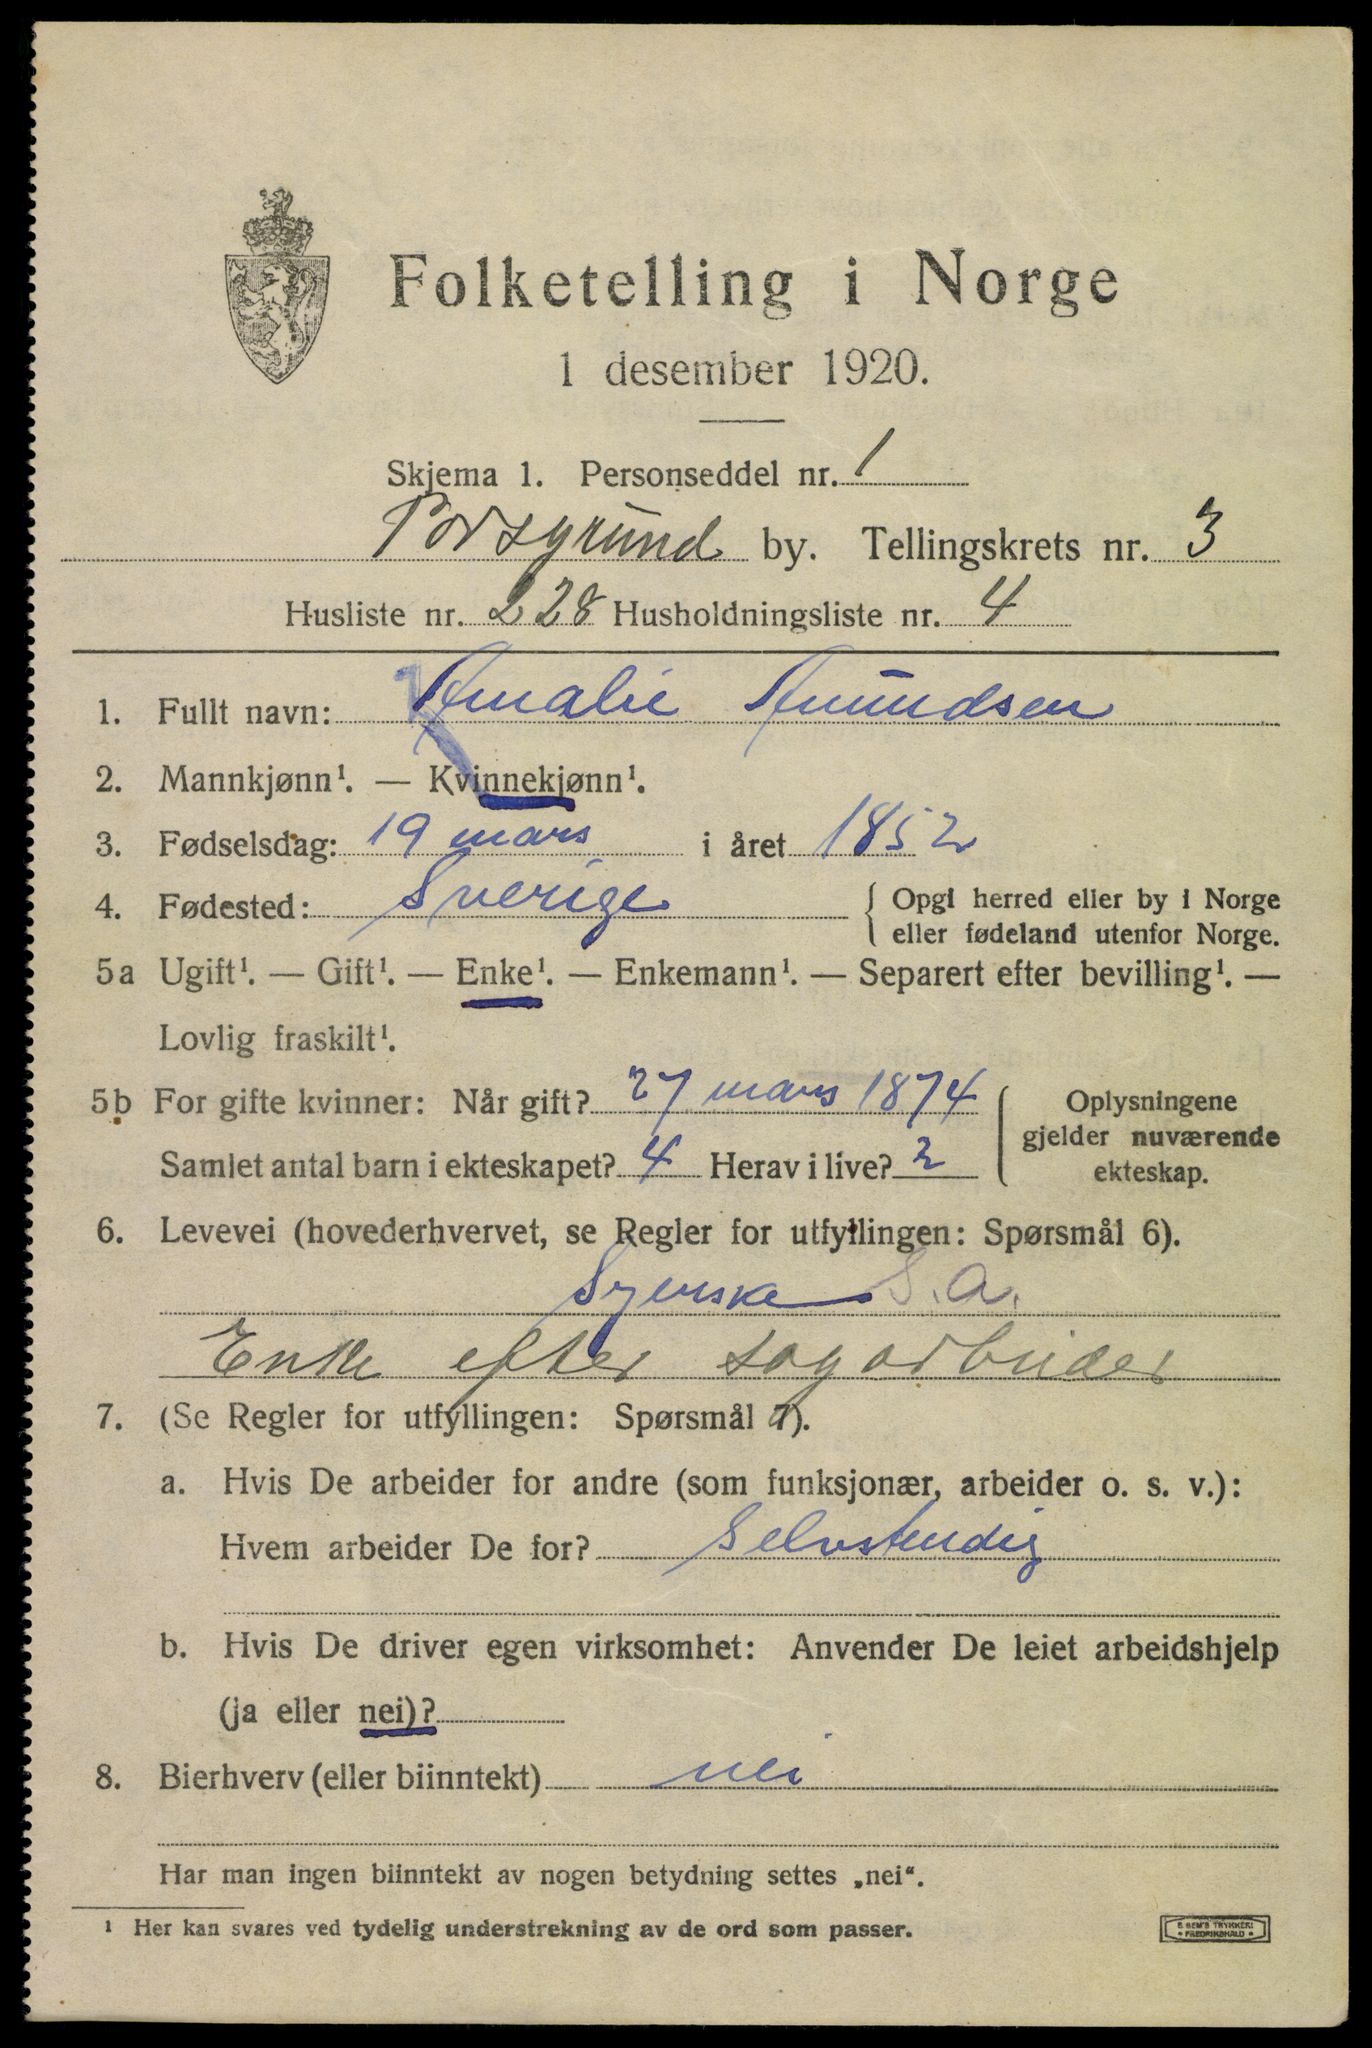 Folketelling i Norge
1 desember 1920.
Skjema 1. Personseddel nr. 1
Porsgrund by. Tellingskrets nr. 3
Husliste nr. 228 Husholdningsliste nr. 4
1. Fullt navn: Amalie Amundsen
2. Mannkjønn¹. — Kvinnekjønn¹.
3. Fødselsdag: 19 mars i året 1852
4. Fødested: Sverige { Opgi herred eller by i Norge
eller fødeland utenfor Norge.
5a Ugift¹. — Gift¹. — Enke¹. — Enkemann¹. — Separert efter bevilling¹. —
Lovlig fraskilt¹.
5b For gifte kvinner: Når gift? 27 mars 1874
Samlet antal barn i ekteskapet? 4 Herav i live? 2
Oplysningene
gjelder nuværende
ekteskap.
6. Levevei (hovederhvervet, se Regler for utfyllingen: Spørsmål 6).
Syerske S.A.
Enke efter sagarbeider
7. (Se Regler for utfyllingen: Spørsmål 7).
a. Hvis De arbeider for andre (som funksjonær, arbeider o. s. v.):
Hvem arbeider De for? Selvstendig
b. Hvis De driver egen virksomhet: Anvender De leiet arbeidshjelp
(ja eller nei)?
8. Bierhverv (eller biinntekt) nei
Har man ingen biinntekt av nogen betydning settes „nei“.
¹ Her kan svares ved tydelig understrekning av de ord som passer.
E SEM'S TRYKKERI
• FREDRIKSHALD •